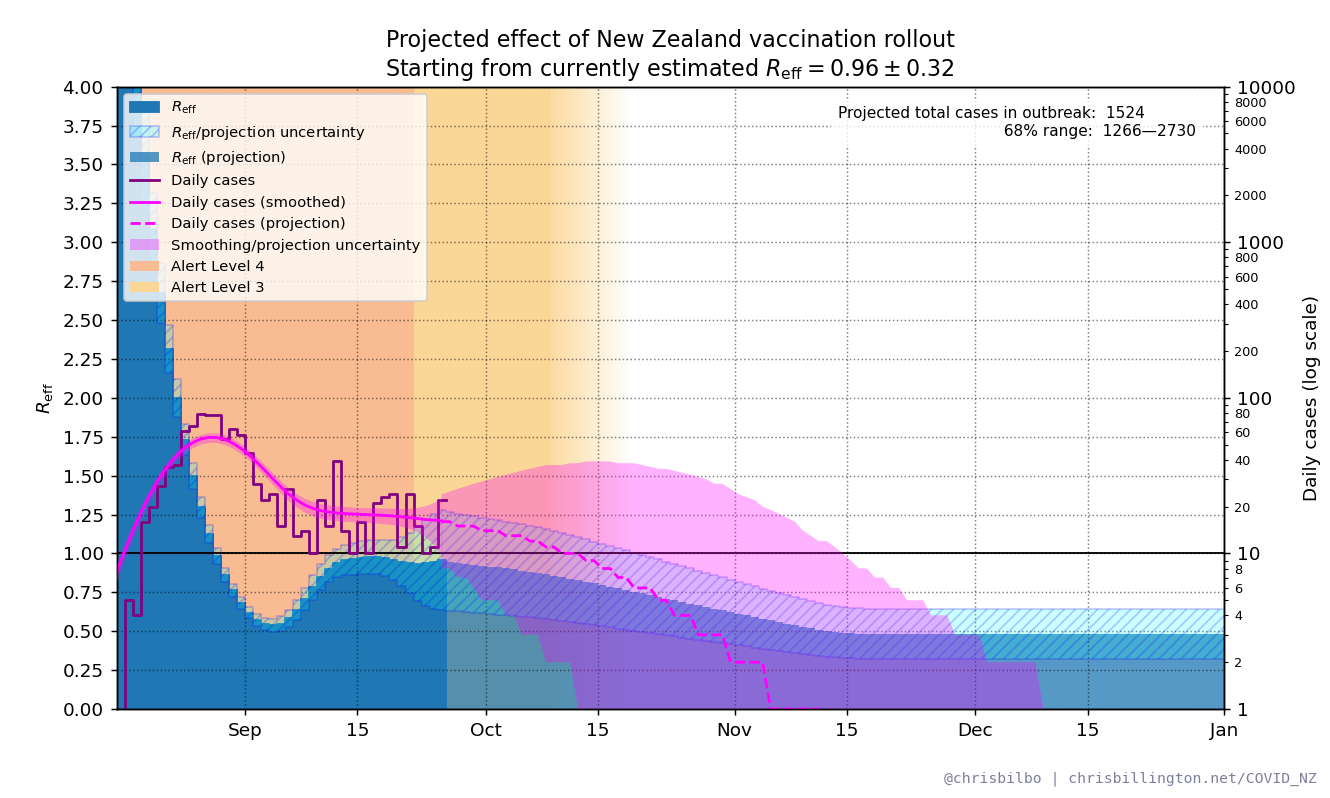 Projected effect of New Zealand vaccination rollout
Starting from currently estimated Reff = 0.96 ± 0.32
Projected total cases in outbreak: 1524
68% range: 1266—2730
Reff
Reff/projection uncertainty
Reff (projection)
Daily cases
Daily cases (smoothed)
Daily cases (projection)
Smoothing/projection uncertainty
Alert Level 4
Alert Level 3
Reff
4.00
3.75
3.50
3.25
3.00
2.75
2.50
2.25
2.00
1.75
1.50
1.25
1.00
0.75
0.50
0.25
0.00
10000
8000
6000
4000
2000
1000
800
600
400
200
100
80
60
40
20
10
8
6
4
2
1
Daily cases (log scale)
Sep 15 Oct 15 Nov 15 Dec 15 Jan
@chrisbilbo | chrisbillington.net/COVID_NZ